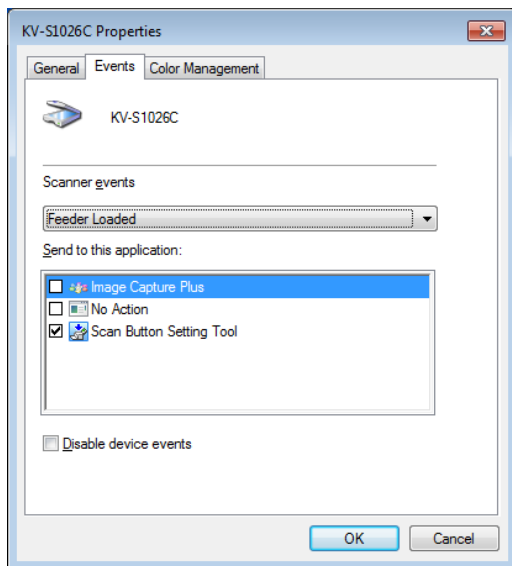 KV-S1026C Properties
General Events Color Management
KV-S1026C
Scanner events
Feeder Loaded
Send to this application:
Image Capture Plus
No Action
Scan Button Setting Tool
Disable device events
OK Cancel